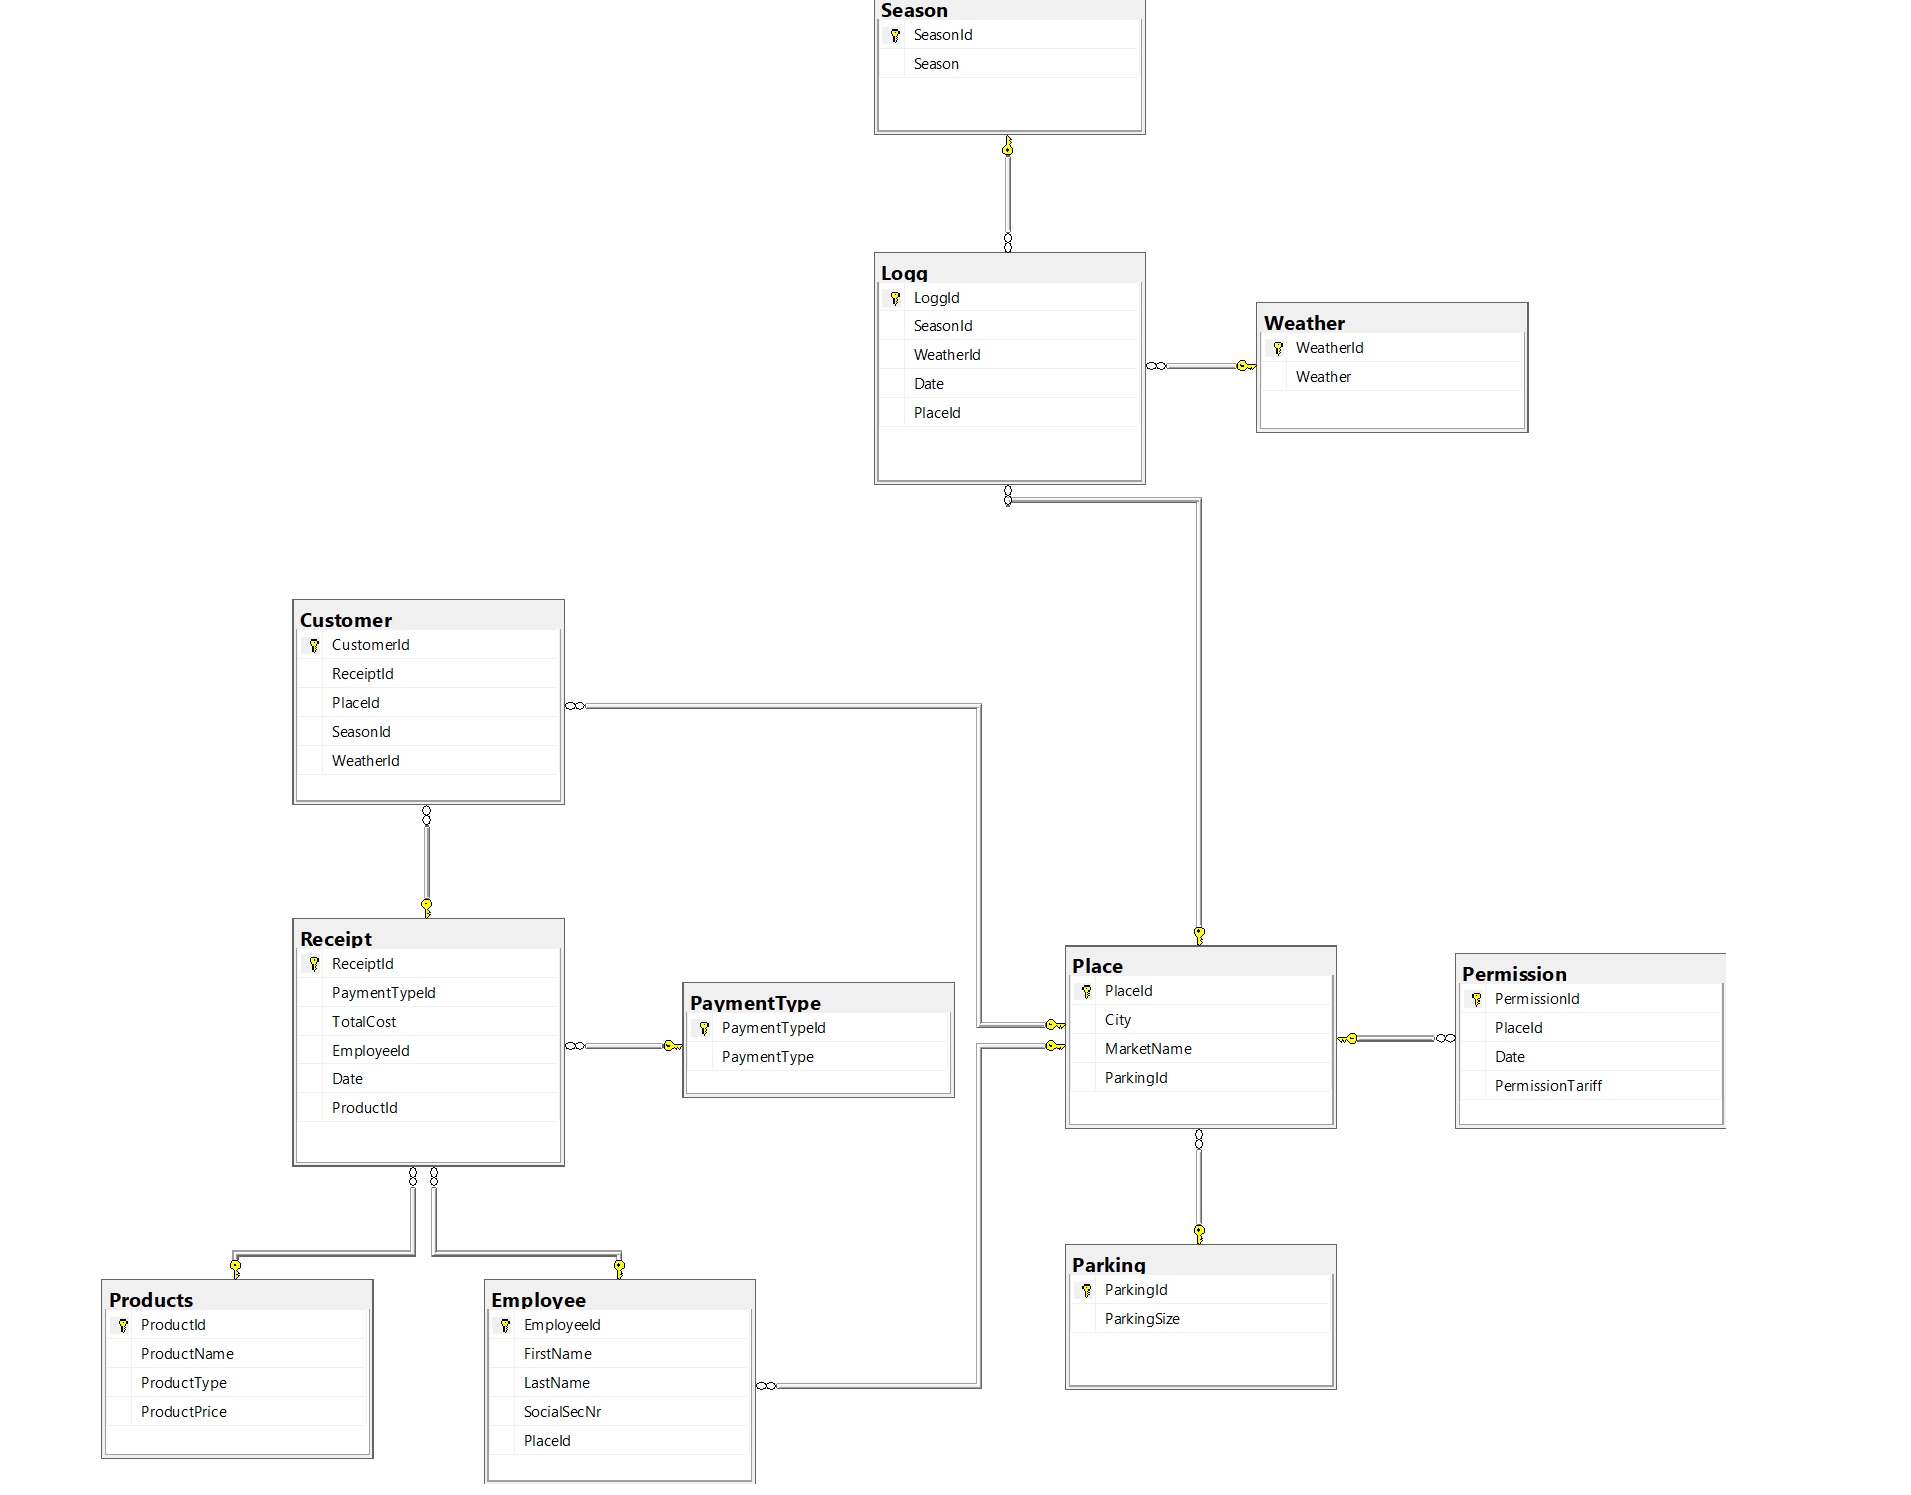 Season
SeasonId
Season
Logg
LoggId
SeasonId
WeatherId
Date
PlaceId
Weather
WeatherId
Weather
Customer
CustomerId
ReceiptId
PlaceId
SeasonId
WeatherId
Receipt
ReceiptId
PaymentTypeId
TotalCost
EmployeeId
Date
ProductId
PaymentType
PaymentTypeId
PaymentType
Place
PlaceId
City
MarketName
ParkingId
Permission
PermissionId
PlaceId
Date
PermissionTariff
Products
ProductId
ProductName
ProductType
ProductPrice
Employee
EmployeeId
FirstName
LastName
SocialSecNr
PlaceId
Parking
ParkingId
ParkingSize